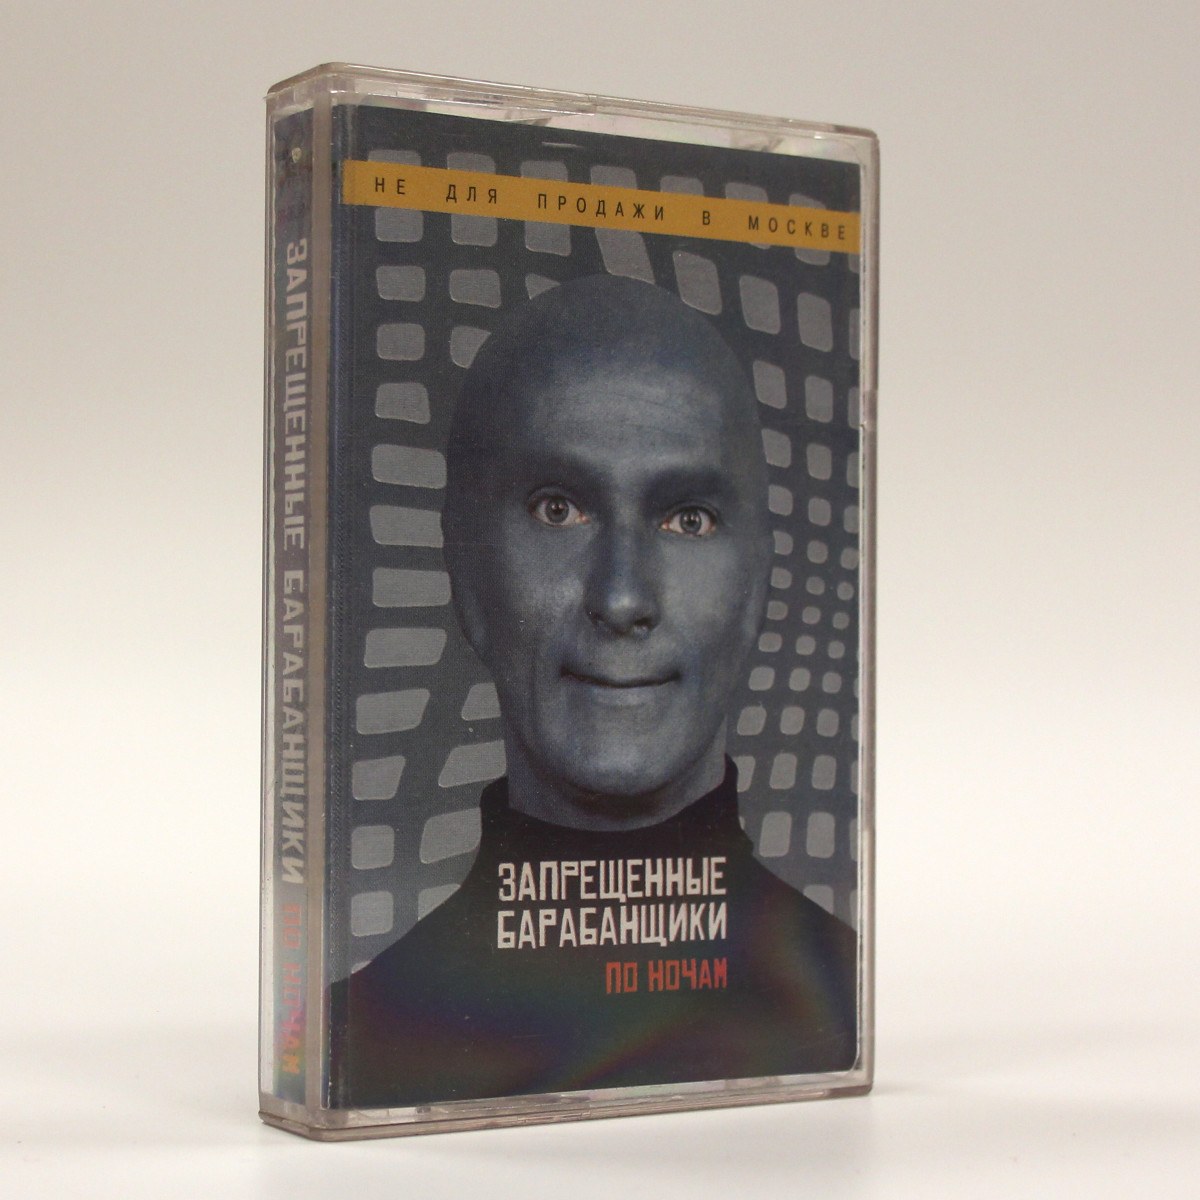 НЕ ДЛЯ ПРОДАЖИ В МОСКВЕ
ЗАПРЕЩЕННЫЕ БАРАБАНЩИКИ ПО НОЧАМ
ЗАПРЕЩЕННЫЕ
БАРАБАНЩИКИ
ПО НОЧАМ